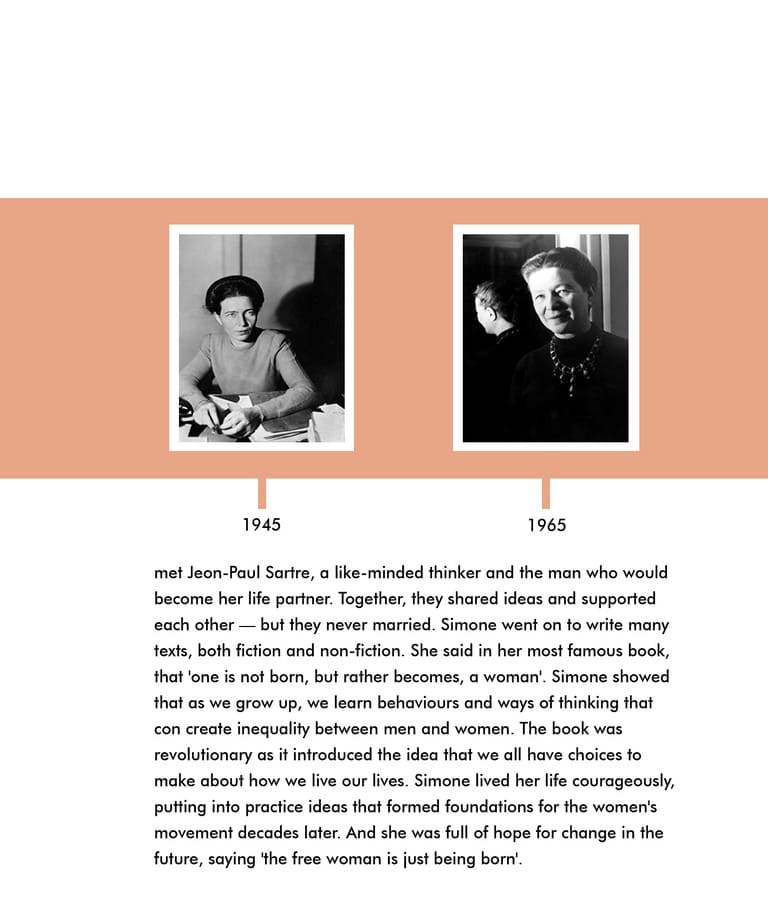 1945
1965
met Jeon-Paul Sartre, a like-minded thinker and the man who would
become her life partner. Together, they shared ideas and supported
each other — but they never married. Simone went on to write many
texts, both fiction and non-fiction. She said in her most famous book,
that 'one is not born, but rather becomes, a woman'. Simone showed
that as we grow up, we learn behaviours and ways of thinking that
con create inequality between men and women. The book was
revolutionary as it introduced the idea that we all have choices to
make about how we live our lives. Simone lived her life courageously,
putting into practice ideas that formed foundations for the women's
movement decades later. And she was full of hope for change in the
future, saying 'the free woman is just being born'.